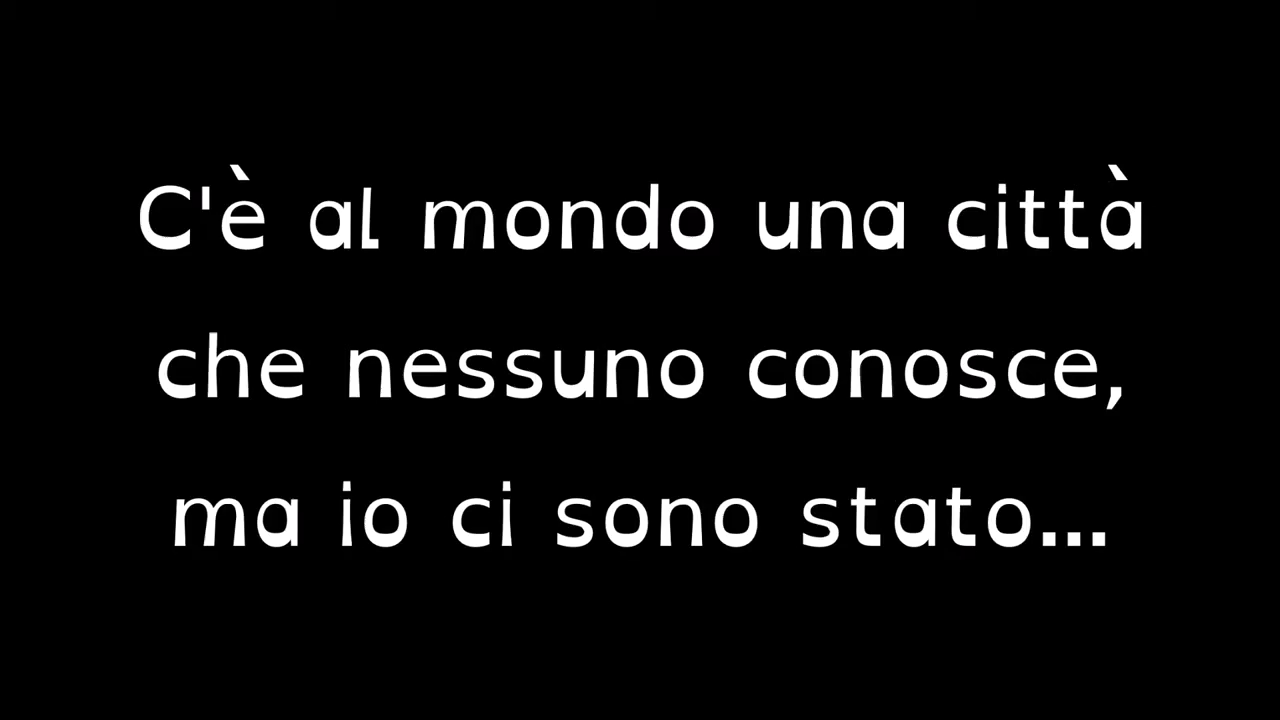 C'è al mondo una città
che nessuno conosce,
ma io ci sono stato...